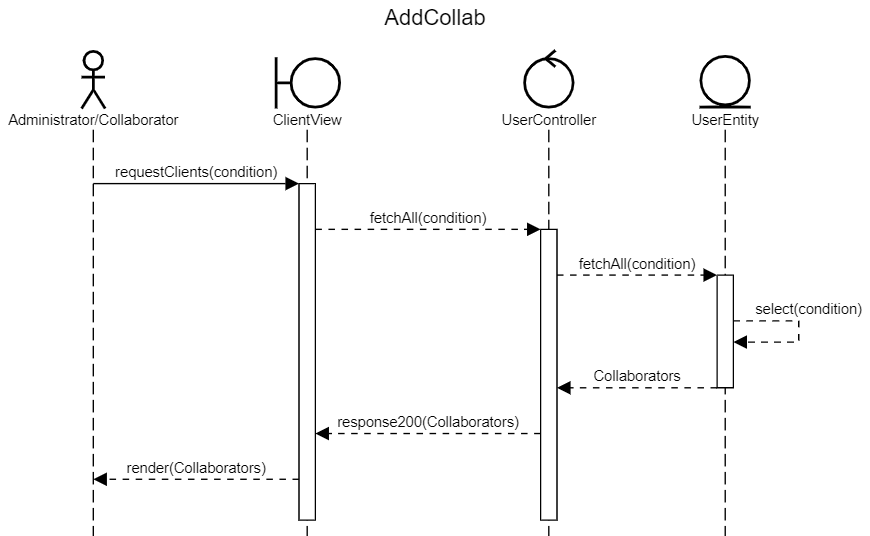 AddCollab
Administrator/Collaborator
ClientView
UserController
UserEntity
requestClients(condition)
fetchAll(condition)
fetchAll(condition)
select(condition)
Collaborators
response200(Collaborators)
render(Collaborators)